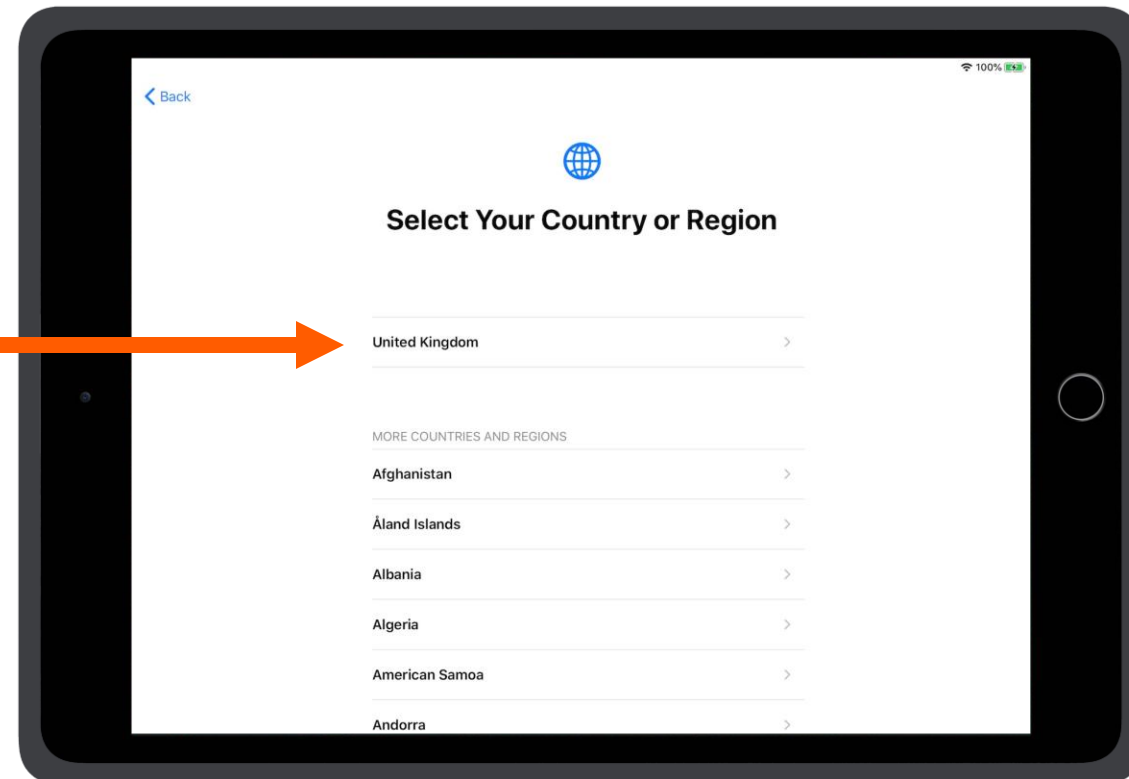 100%
Back
Select Your Country or Region
United Kingdom
MORE COUNTRIES AND REGIONS
Afghanistan
Åland Islands
Albania
Algeria
American Samoa
Andorra